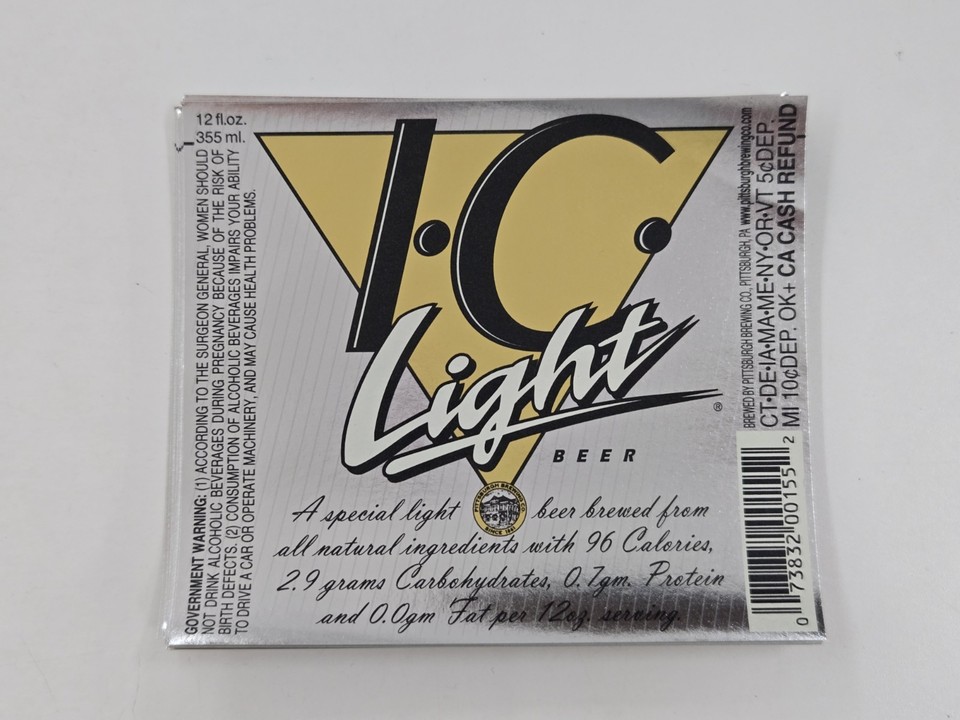 12 fl.oz.
355 ml.
GOVERNMENT WARNING: (1) ACCORDING TO THE SURGEON GENERAL, WOMEN SHOULD
NOT DRINK ALCOHOLIC BEVERAGES DURING PREGNANCY BECAUSE OF THE RISK OF
BIRTH DEFECTS. (2) CONSUMPTION OF ALCOHOLIC BEVERAGES IMPAIRS YOUR ABILITY
TO DRIVE A CAR OR OPERATE MACHINERY, AND MAY CAUSE HEALTH PROBLEMS.
I·C·
Light
®
BEER
PITTSBURGH BREWING CO.
SINCE 1861
A special light beer brewed from
all natural ingredients with 96 Calories,
2.9 grams Carbohydrates, 0.7gm. Protein
and 0.0gm Fat per 12oz. serving.
BREWED BY PITTSBURGH BREWING CO., PITTSBURGH, PA www.pittsburghbrewingco.com
CT·DE·IA·MA·ME·NY·OR·VT 5¢DEP.
MI 10¢DEP. OK+ CA CASH REFUND
0 73832 00155 2